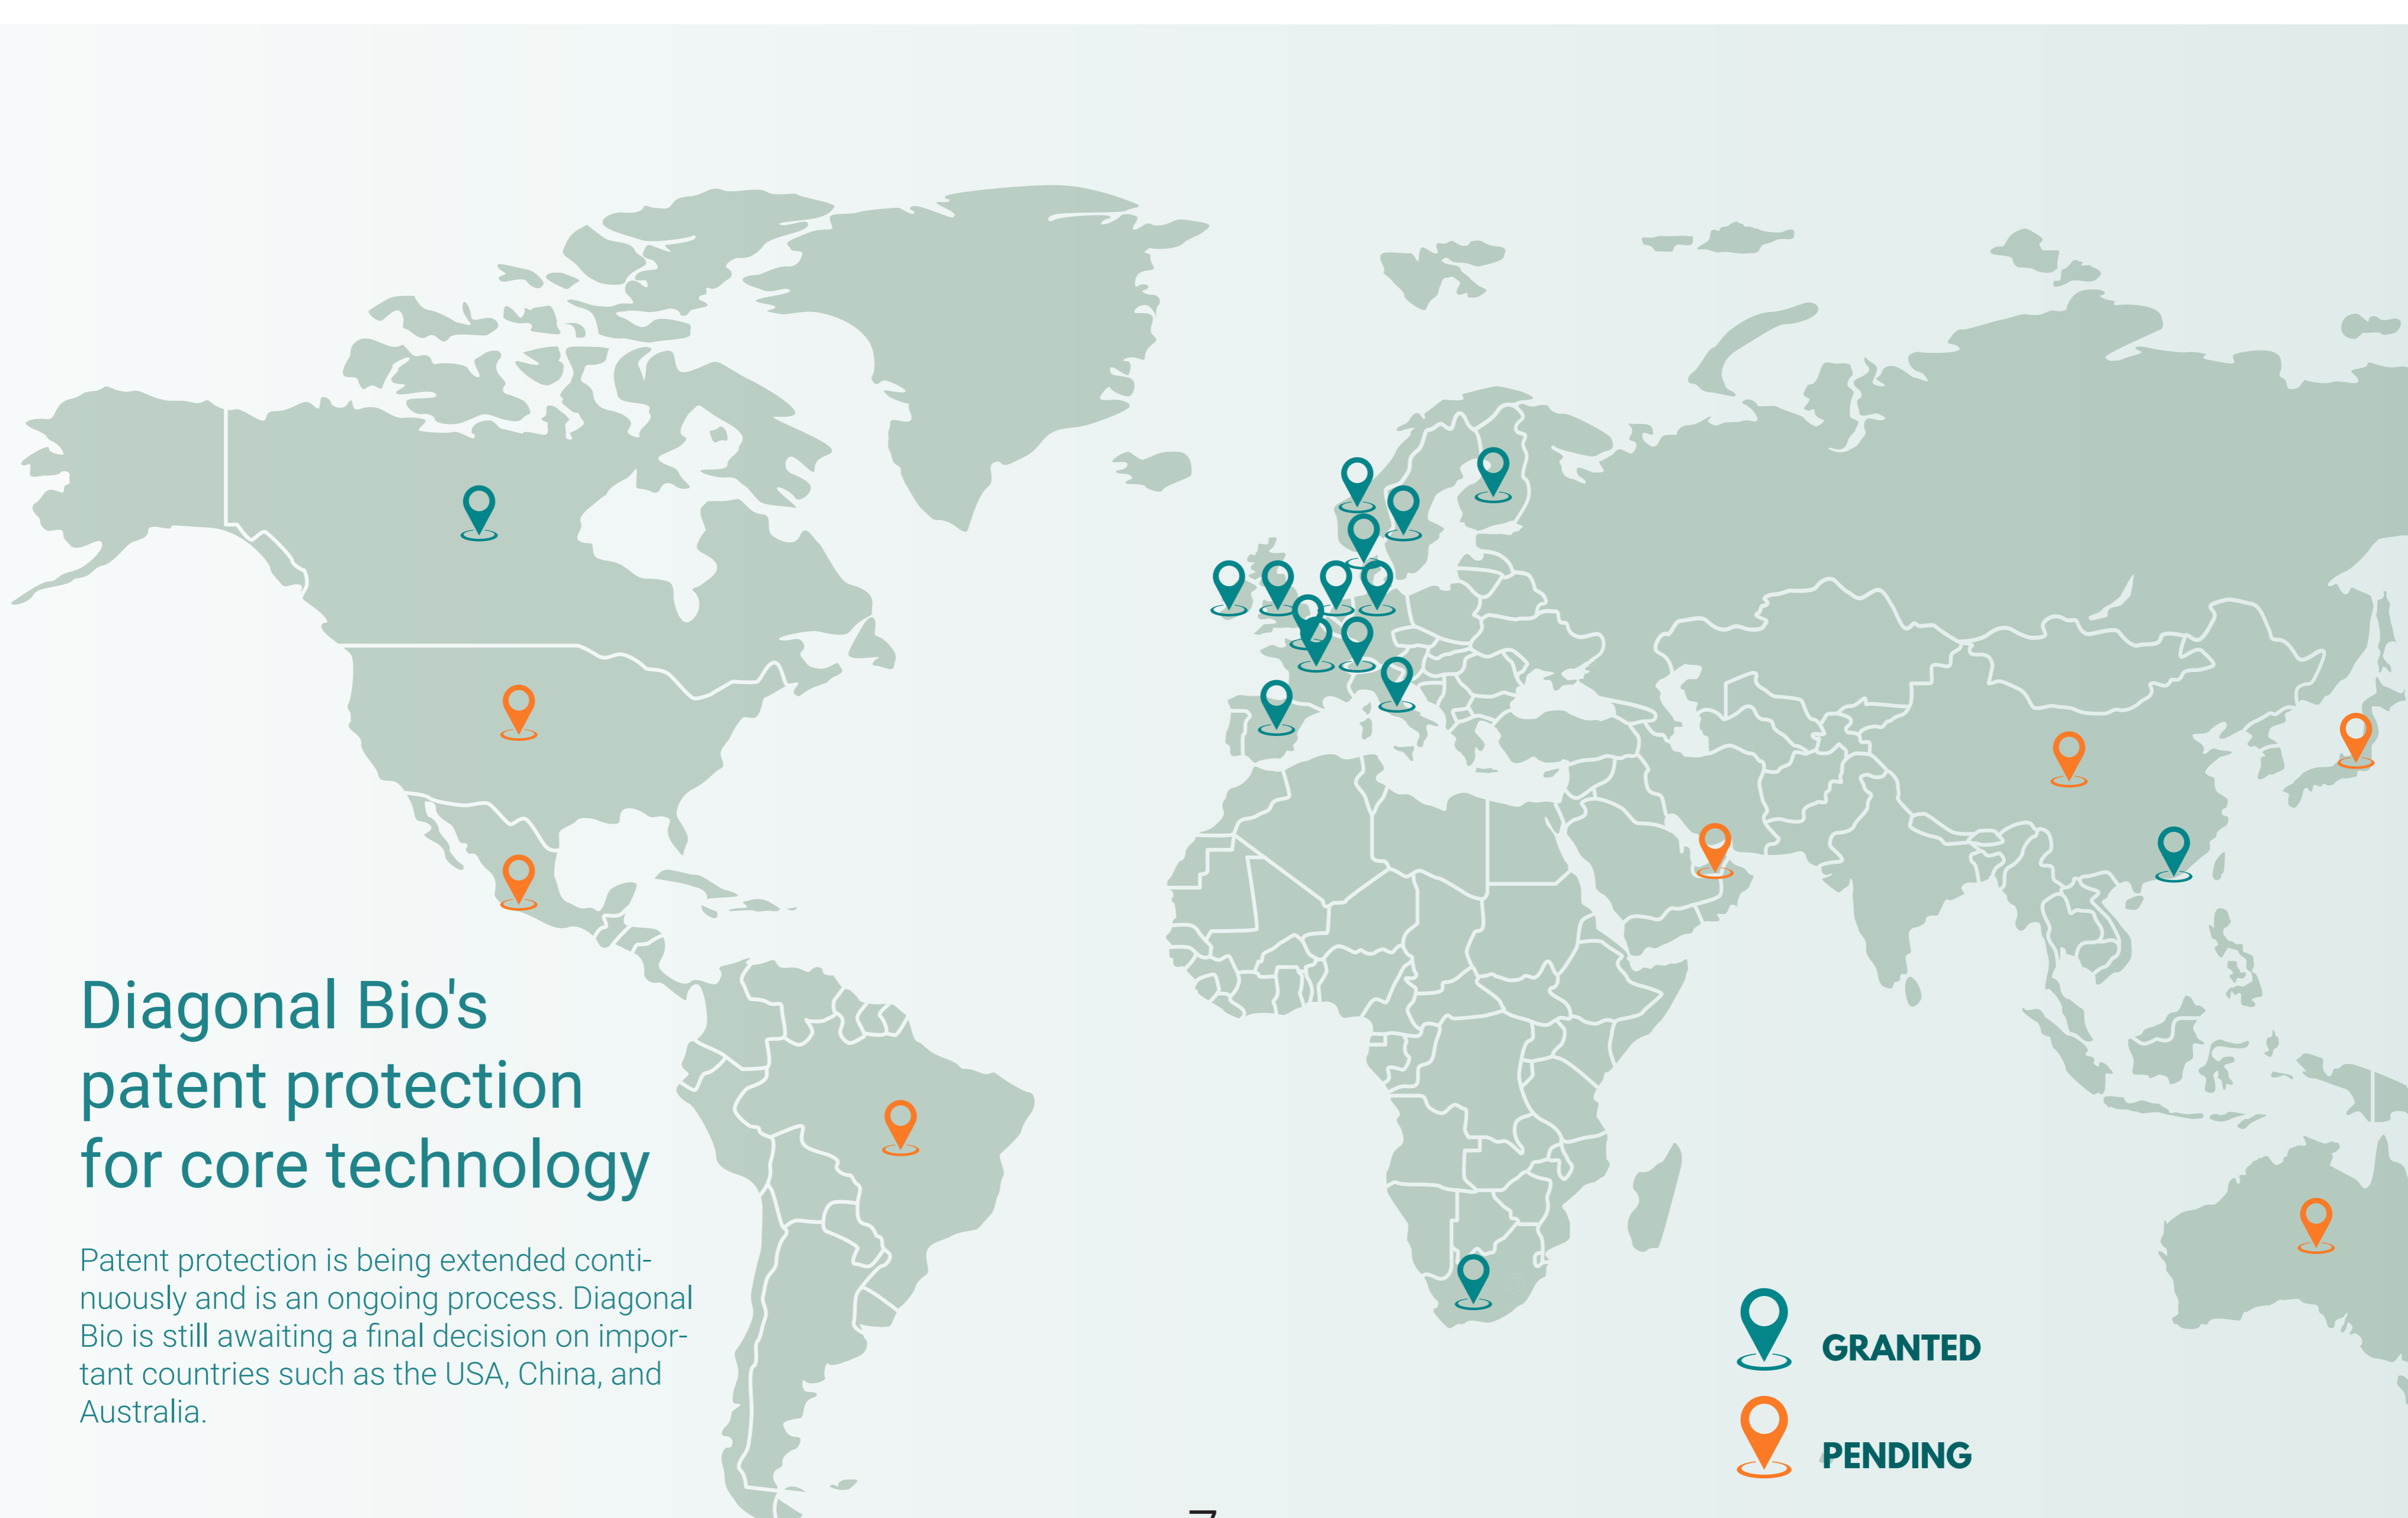 Diagonal Bio's
patent protection
for core technology
Patent protection is being extended conti-
nuously and is an ongoing process. Diagonal
Bio is still awaiting a final decision on impor-
tant countries such as the USA, China, and
Australia.
GRANTED
PENDING